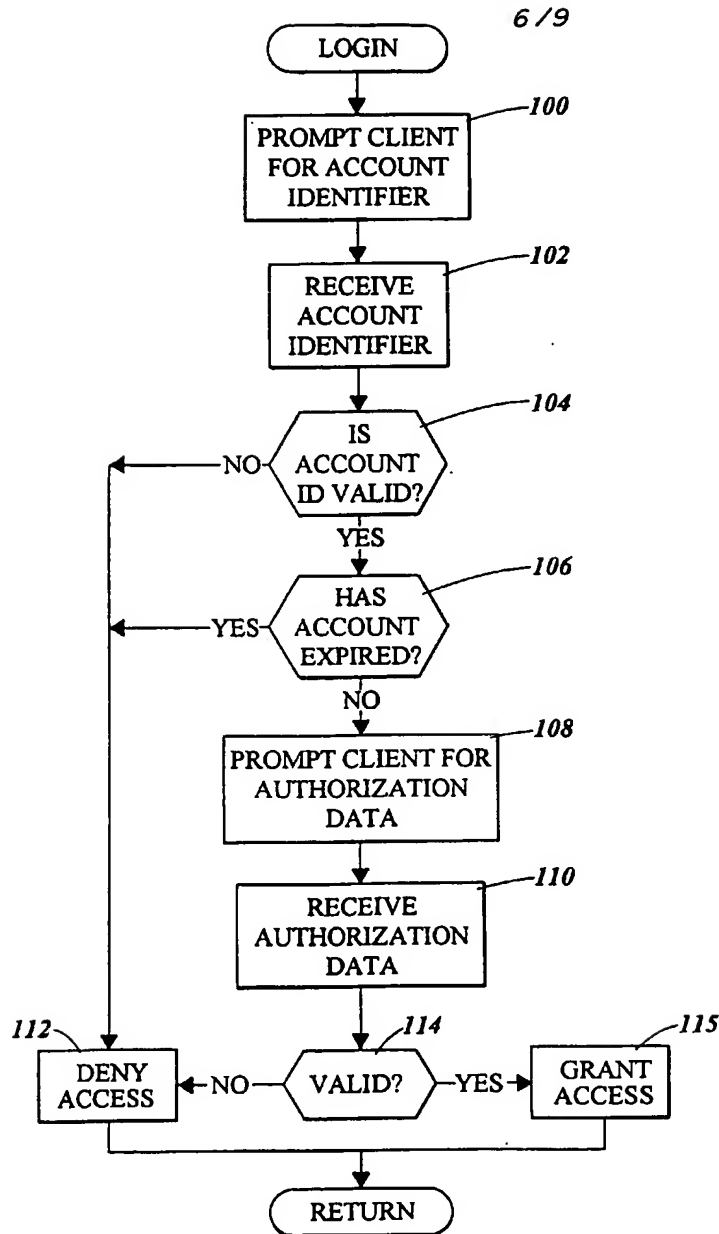 6/9
LOGIN
100
PROMPT CLIENT
FOR ACCOUNT
IDENTIFIER
102
RECEIVE
ACCOUNT
IDENTIFIER
104
IS
ACCOUNT
ID VALID?
NO
YES
106
HAS
ACCOUNT
EXPIRED?
YES
NO
108
PROMPT CLIENT FOR
AUTHORIZATION
DATA
110
RECEIVE
AUTHORIZATION
DATA
112
DENY
ACCESS
NO
114
VALID?
YES
115
GRANT
ACCESS
RETURN